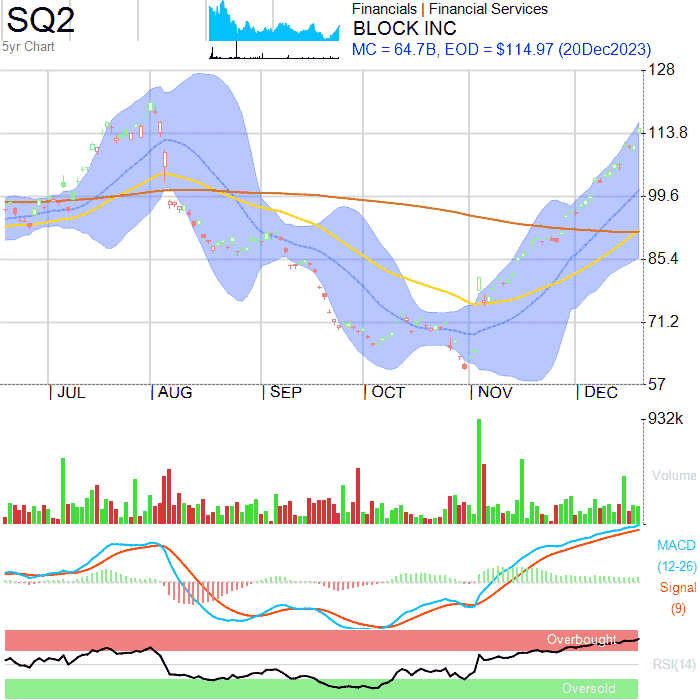 SQ2
5yr Chart
Financials | Financial Services
BLOCK INC
MC = 64.7B, EOD = $114.97 (20Dec2023)
128
113.8
99.6
85.4
71.2
57
JUL
AUG
SEP
OCT
NOV
DEC
932k
Volume
MACD
(12-26)
Signal
(9)
Overbought
RSI(14)
Oversold